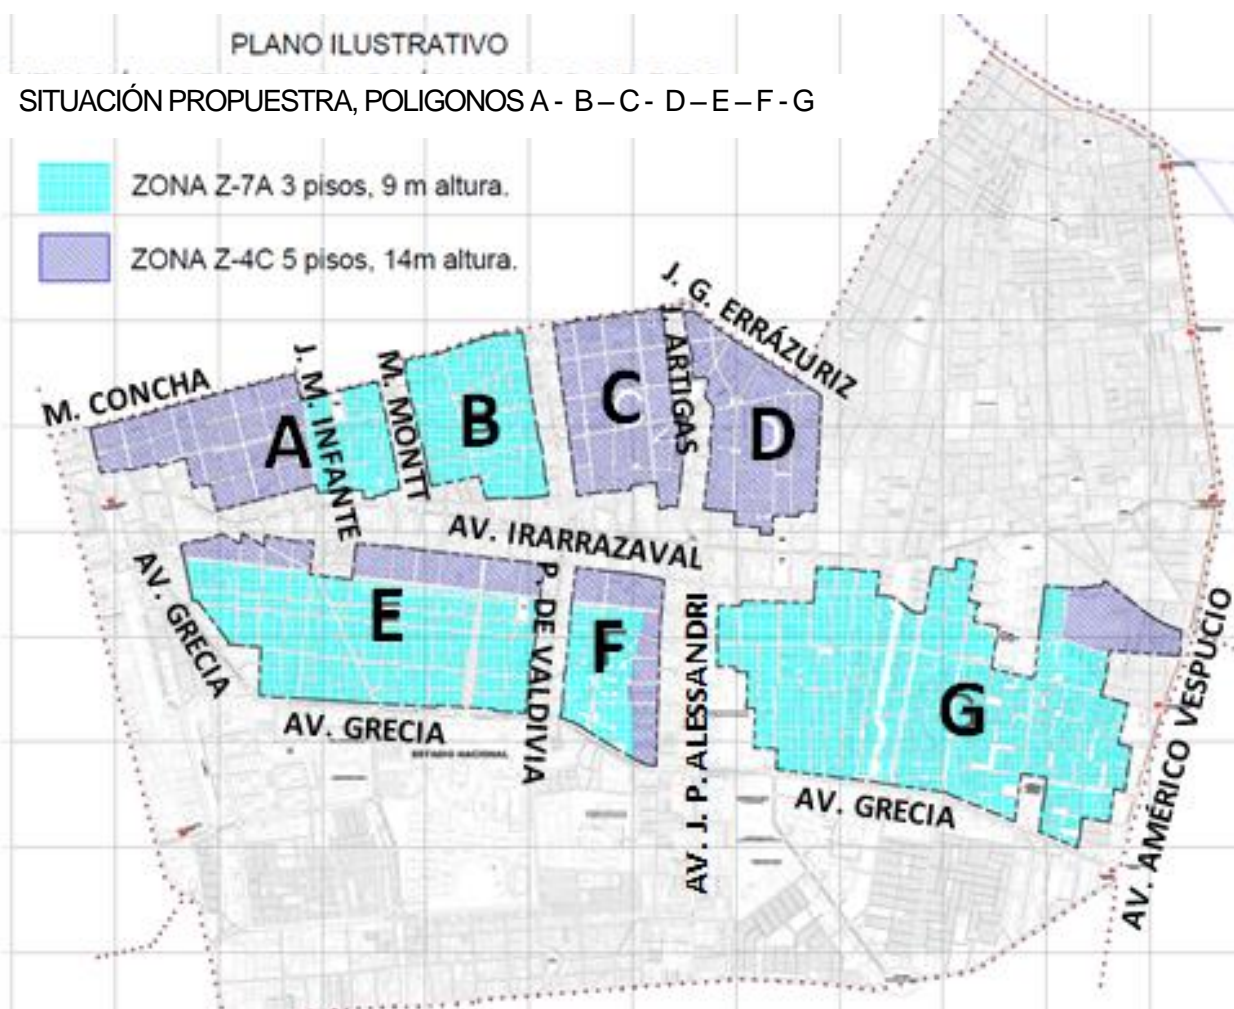 PLANO ILUSTRATIVO
SITUACIÓN PROPUESTRA, POLIGONOS A - B – C - D – E – F - G
ZONA Z-7A 3 pisos, 9 m altura.
ZONA Z-4C 5 pisos, 14m altura.
J. G. ERRÁZURIZ
M. CONCHA
J. M. INFANTE
M. MONTT
J. ARTIGAS
A
B
C
D
AV. IRARRAZAVAL
AV. GRECIA
P. DE VALDIVIA
E
F
G
AV. J. P. ALESSANDRI
AV. AMÉRICO VESPUCIO
AV. GRECIA
ESTADIO NACIONAL
AV. GRECIA